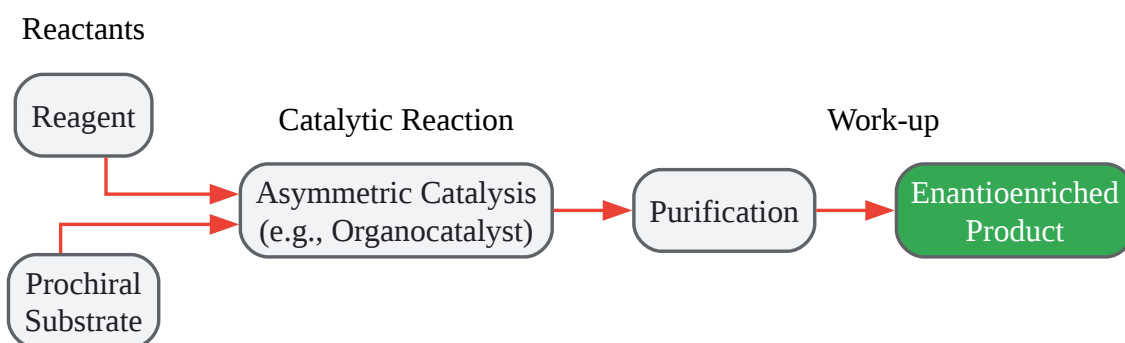 Reactants
Reagent
Catalytic Reaction
Work-up
Asymmetric Catalysis
(e.g., Organocatalyst)
Purification
Enantioenriched
Product
Prochiral
Substrate